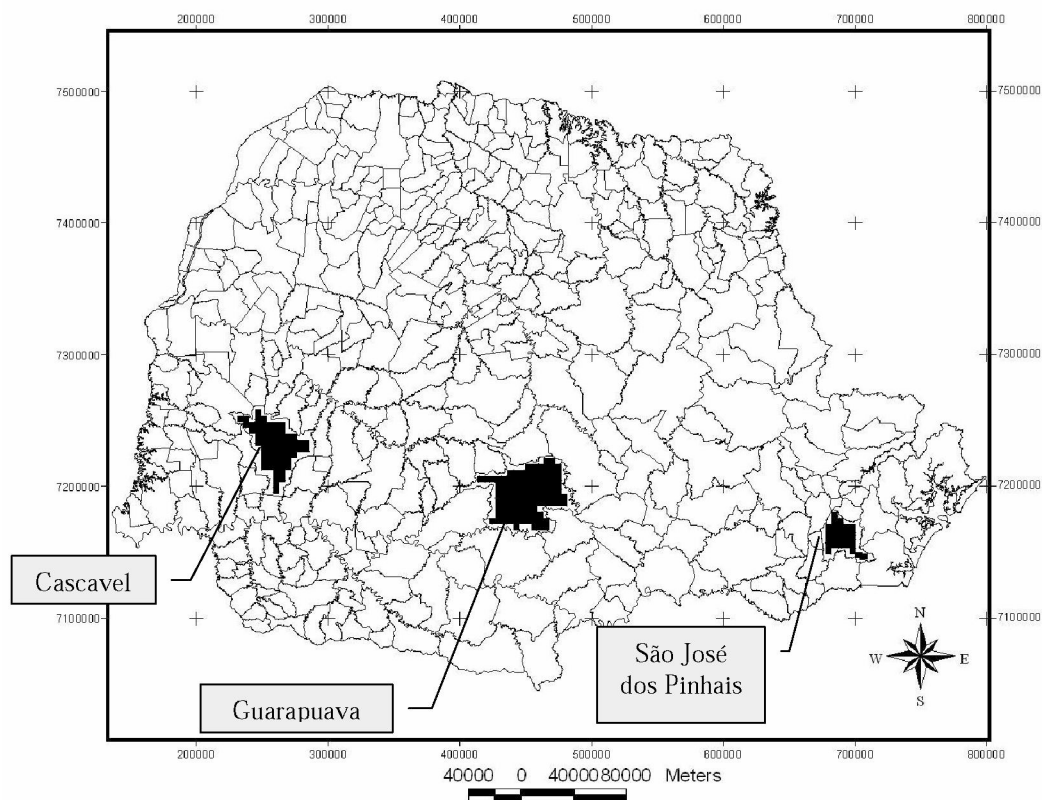 200000 300000 400000 500000 600000 700000 800000
7500000 7500000
7400000 7400000
7300000 7300000
7200000 7200000
Cascavel
7100000 7100000
São José
dos Pinhais
Guarapuava
N
W E
S
200000 300000 400000 500000 600000 700000 800000
40000 0 40000 80000 Meters